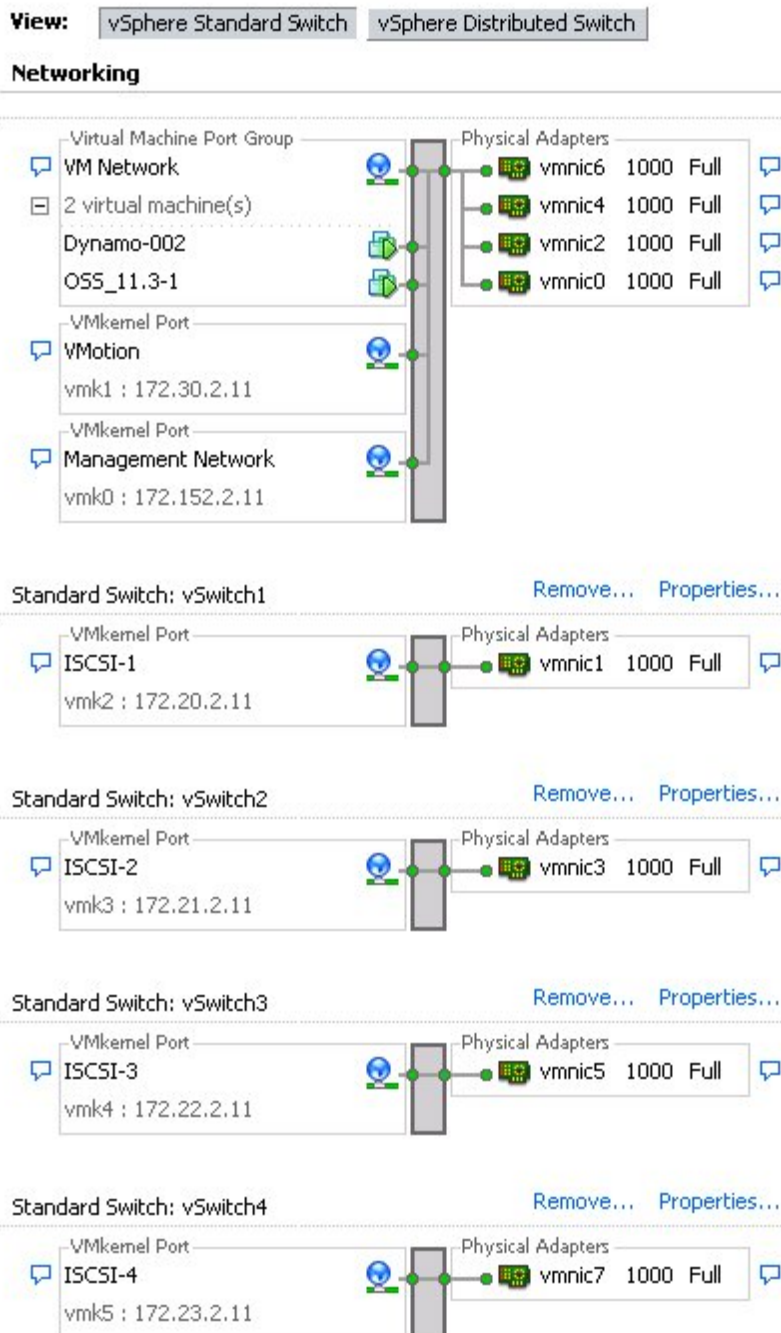 View: vSphere Standard Switch vSphere Distributed Switch
Networking
Virtual Machine Port Group Physical Adapters
VM Network vmnic6 1000 Full
2 virtual machine(s) vmnic4 1000 Full
Dynamo-002 vmnic2 1000 Full
OSS_11.3-1 vmnic0 1000 Full
VMkernel Port
VMotion
vmk1 : 172.30.2.11
VMkernel Port
Management Network
vmk0 : 172.152.2.11
Standard Switch: vSwitch1 Remove... Properties...
VMkernel Port Physical Adapters
ISCSI-1 vmnic1 1000 Full
vmk2 : 172.20.2.11
Standard Switch: vSwitch2 Remove... Properties...
VMkernel Port Physical Adapters
ISCSI-2 vmnic3 1000 Full
vmk3 : 172.21.2.11
Standard Switch: vSwitch3 Remove... Properties...
VMkernel Port Physical Adapters
ISCSI-3 vmnic5 1000 Full
vmk4 : 172.22.2.11
Standard Switch: vSwitch4 Remove... Properties...
VMkernel Port Physical Adapters
ISCSI-4 vmnic7 1000 Full
vmk5 : 172.23.2.11